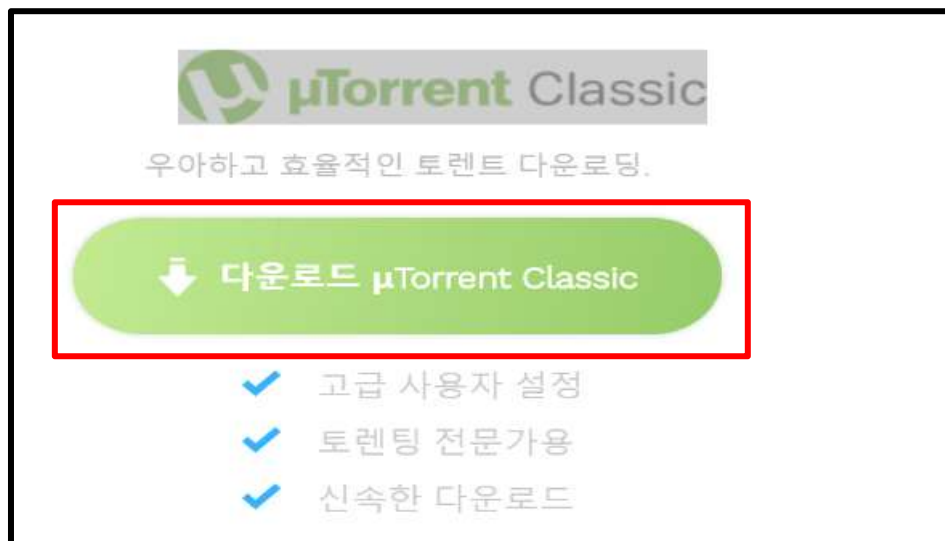 µTorrent Classic
우아하고 효율적인 토렌트 다운로딩.
다운로드 µTorrent Classic
고급 사용자 설정
토렌팅 전문가용
신속한 다운로드